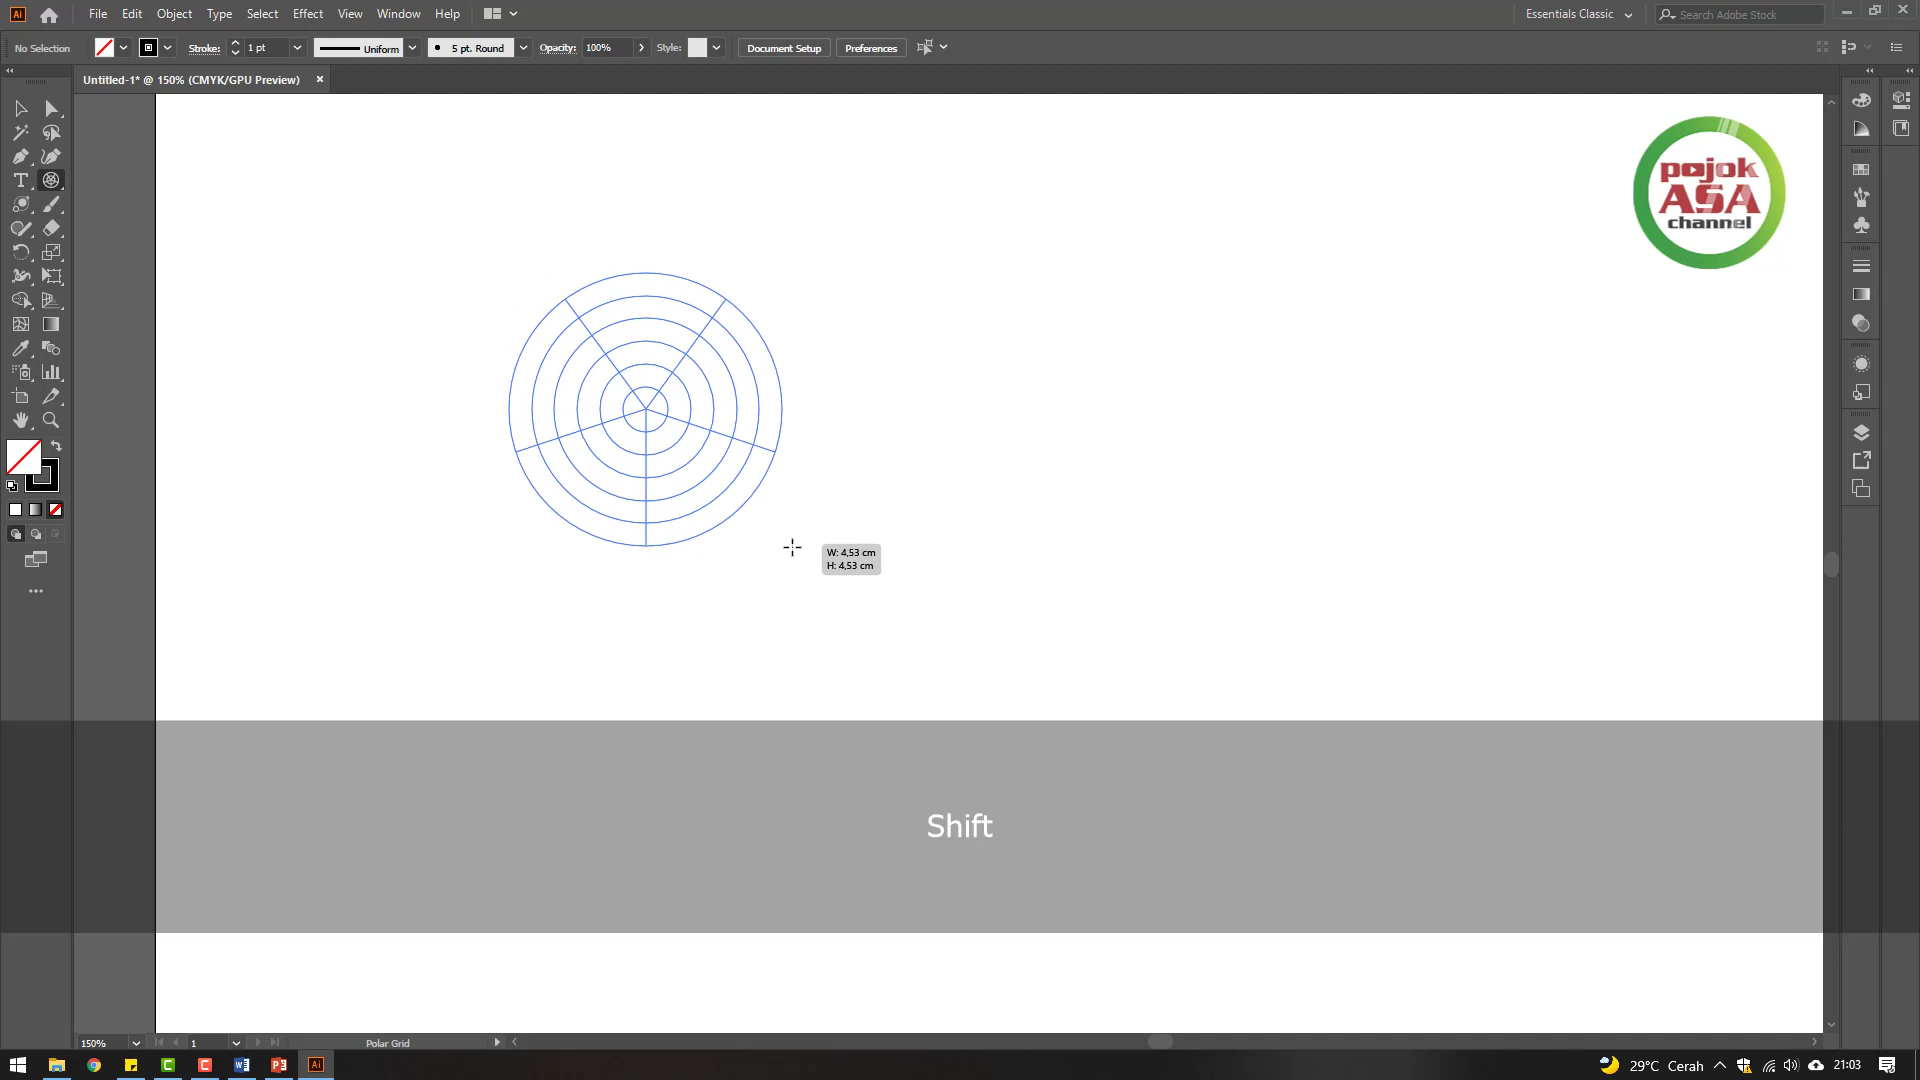 File Edit Object Type Select Effect View Window Help
Essentials Classic
Search Adobe Stock
No Selection
Stroke:
1 pt
Uniform
5 pt. Round
Opacity:
100%
Style:
Document Setup
Preferences
Untitled-1* @ 150% (CMYK/GPU Preview)
pojok
ASA
channel
W: 4,53 cm
H: 4,53 cm
Shift
150%
1
Polar Grid
29°C Cerah
21:03